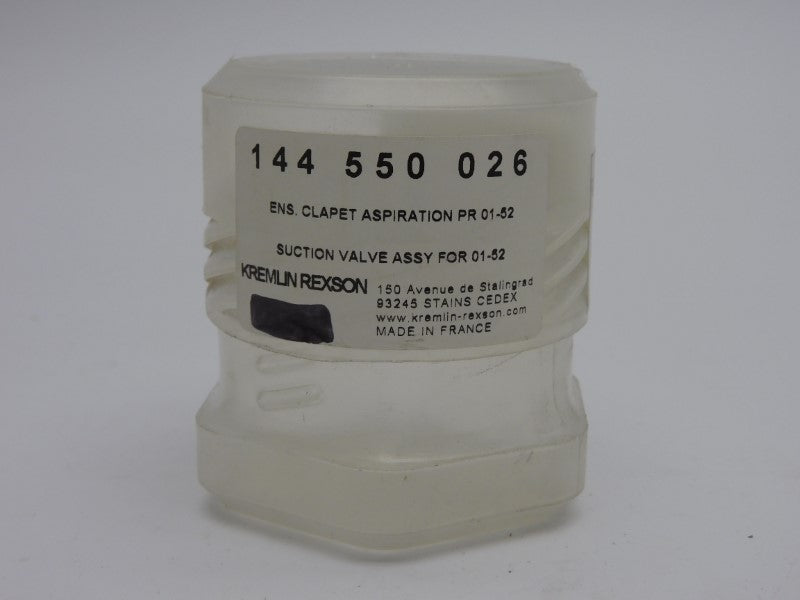 144 550 026
ENS. CLAPET ASPIRATION PR 01-52
SUCTION VALVE ASSY FOR 01-52
KREMLIN REXSON
150 Avenue de Stalingrad
93245 STAINS CEDEX
www.kremlin-rexson.com
MADE IN FRANCE